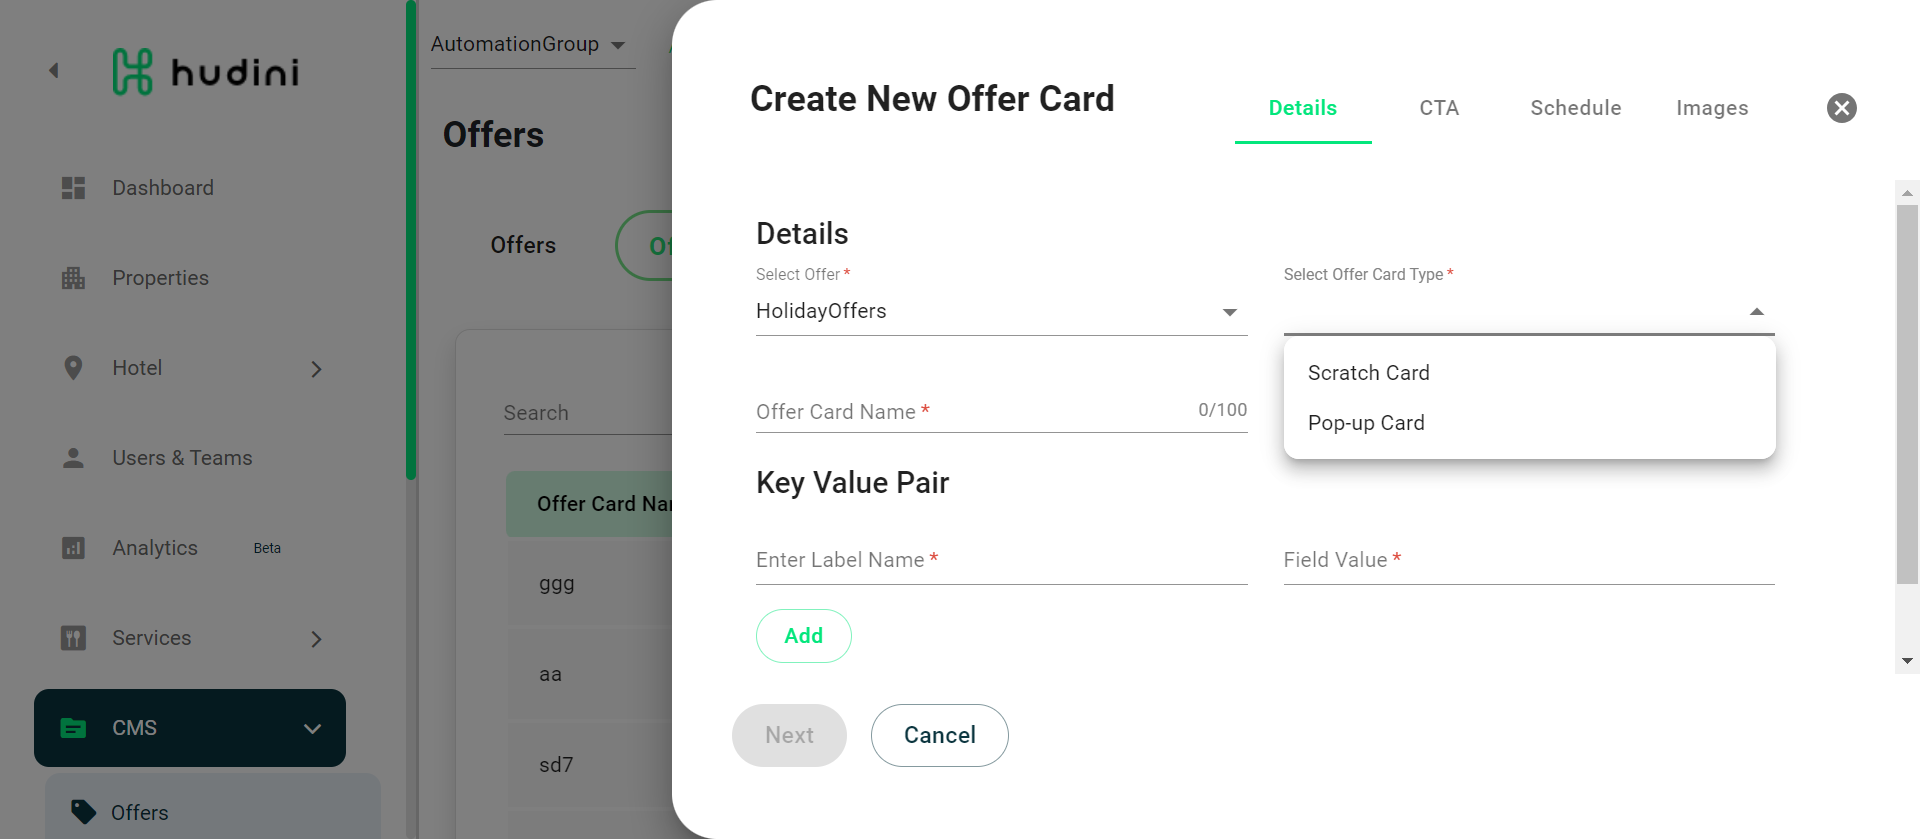 hudini
Dashboard
Properties
Hotel
Users & Teams
Analytics Beta
Services
CMS
Offers
AutomationGroup
Offers
Offers
Search
Offer Card
ggg
aa
sd7
Create New Offer Card
Details CTA Schedule Images
Details
Select Offer *
HolidayOffers
Select Offer Card Type *
Scratch Card
Pop-up Card
Offer Card Name * 0/100
Key Value Pair
Enter Label Name * Field Value *
Add
Next Cancel